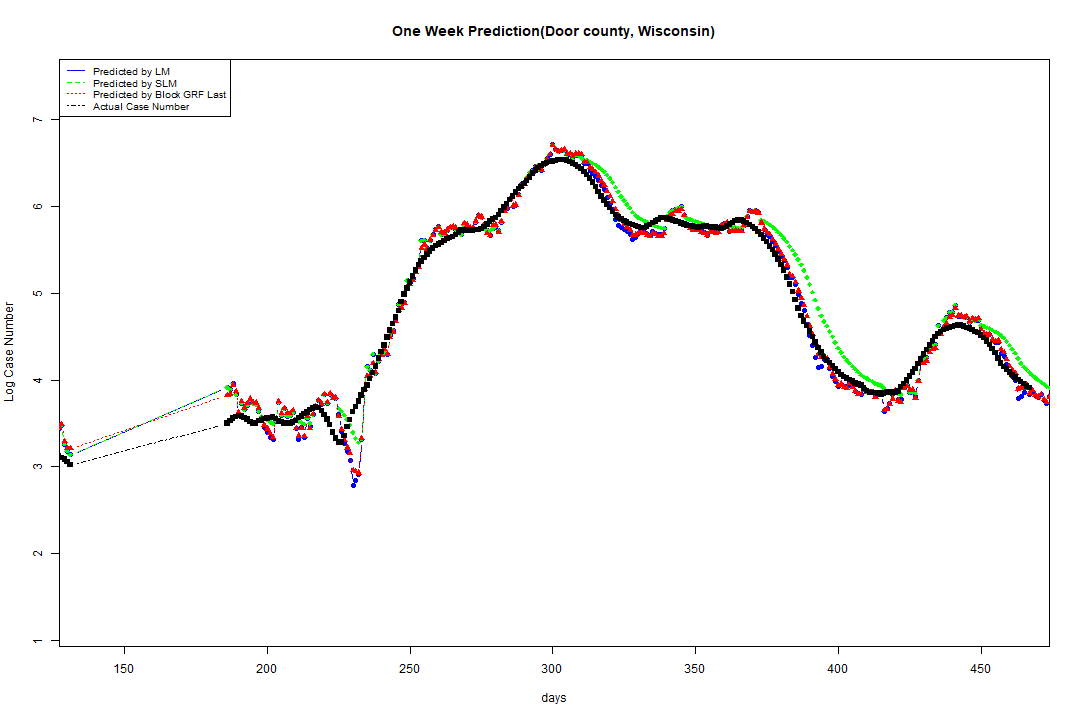 One Week Prediction(Door county, Wisconsin)
Predicted by LM
Predicted by SLM
Predicted by Block GRF Last
Actual Case Number
7
6
5
4
3
2
1
Log Case Number
150 200 250 300 350 400 450
days